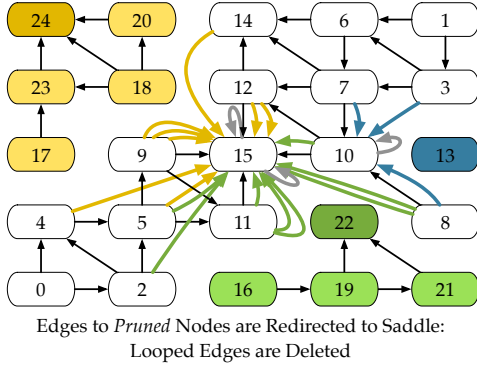 24 20 14 6 1
23 18 12 7 3
17 9 15 10 13
4 5 11 22 8
0 2 16 19 21
Edges to Pruned Nodes are Redirected to Saddle:
Looped Edges are Deleted